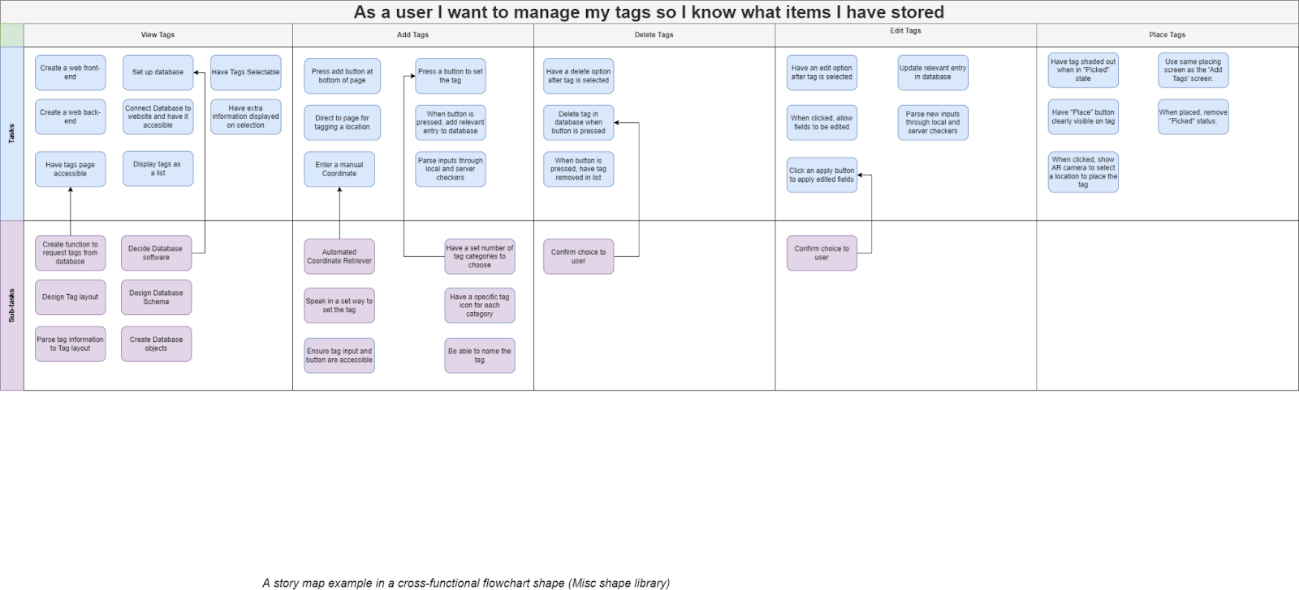 As a user I want to manage my tags so I know what items I have stored
View Tags
Add Tags
Delete Tags
Edit Tags
Place Tags
Tasks
Create a web front-
end
Set up database
Have Tags Selectable
Create a web back-
end
Connect Database to
website and have it
accessible
Have extra
information displayed
on selection
Have tags page
accessible
Display tags as
a list
Press add button at
bottom of page
Press a button to set
the tag
Direct to page for
tagging a location
When button is
pressed, add relevant
entry to database
Enter a manual
Coordinate
Parse inputs through
local and server
checkers
Have a delete option
after tag is selected
Delete tag in
database when
button is pressed
When button is
pressed, have tag
removed in list
Have an edit option
after tag is selected
Update relevant entry
in database
When clicked, allow
fields to be edited
Parse new inputs
through local and
server checkers
Click an apply button
to apply edited fields
Have tag shaded out
when in "Picked"
state
Use same placing
screen as the "Add
Tags' screen.
Have "Place" button
clearly visible on tag
When placed, remove
"Picked" status.
When clicked, show
AR camera to select
a location to place the
tag
Sub-tasks
Create function to
request tags from
database
Decide Database
software
Design Tag layout
Design Database
Schema
Parse tag information
to Tag layout
Create Database
objects
Automated
Coordinate Retriever
Have a set number of
tag categories to
choose
Speak in a set way to
set the tag
Have a specific tag
icon for each
category
Ensure tag input and
button are accessible
Be able to name the
tag
Confirm choice to
user
Confirm choice to
user
A story map example in a cross-functional flowchart shape (Misc shape library)